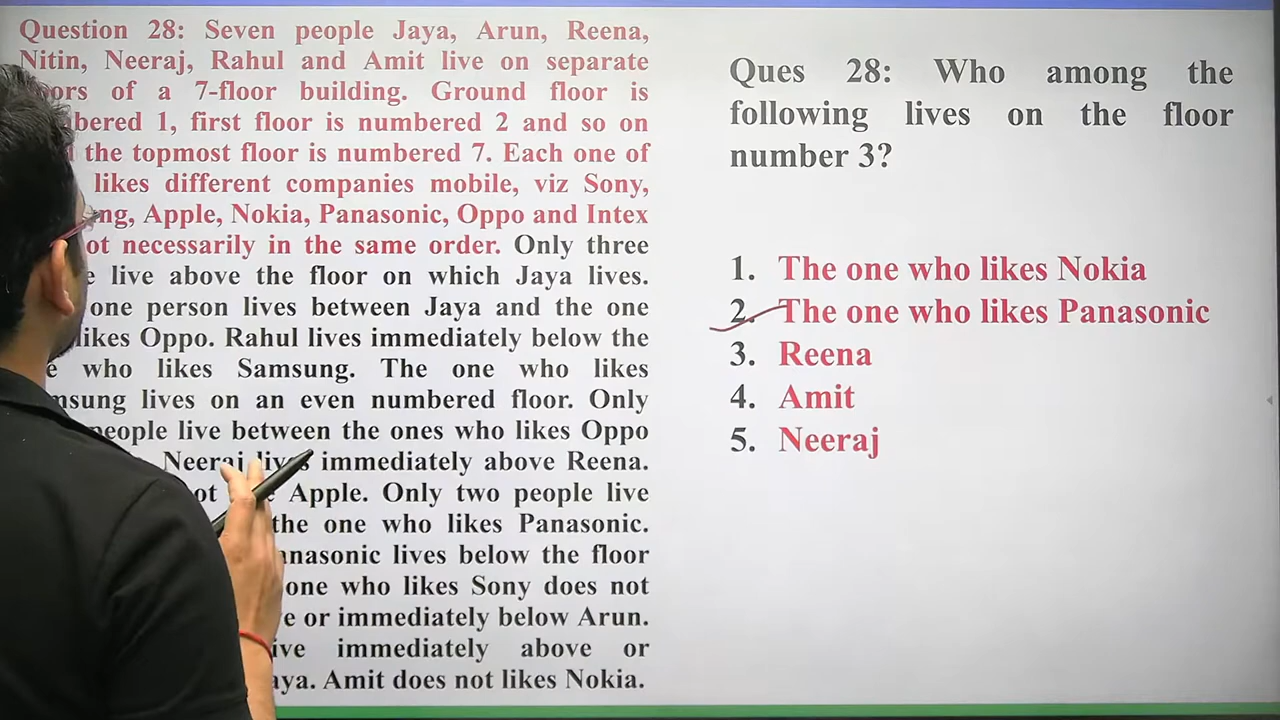 Question 28: Seven people Jaya, Arun, Reena,
Nitin, Neeraj, Rahul and Amit live on separate
of a 7-floor building. Ground floor is
1, first floor is numbered 2 and so on
the topmost floor is numbered 7. Each one of
likes different companies mobile, viz Sony,
Apple, Nokia, Panasonic, Oppo and Intex
necessarily in the same order. Only three
live above the floor on which Jaya lives.
one person lives between Jaya and the one
likes Oppo. Rahul lives immediately below the
who likes Samsung. The one who likes
lives on an even numbered floor. Only
people live between the ones who likes Oppo
Neeraj lives immediately above Reena.
Apple. Only two people live
the one who likes Panasonic.
lives below the floor
one who likes Sony does not
or immediately below Arun.
immediately above or
Amit does not likes Nokia.
Ques 28: Who among the
following lives on the floor
number 3?
1. The one who likes Nokia
2. The one who likes Panasonic
3. Reena
4. Amit
5. Neeraj